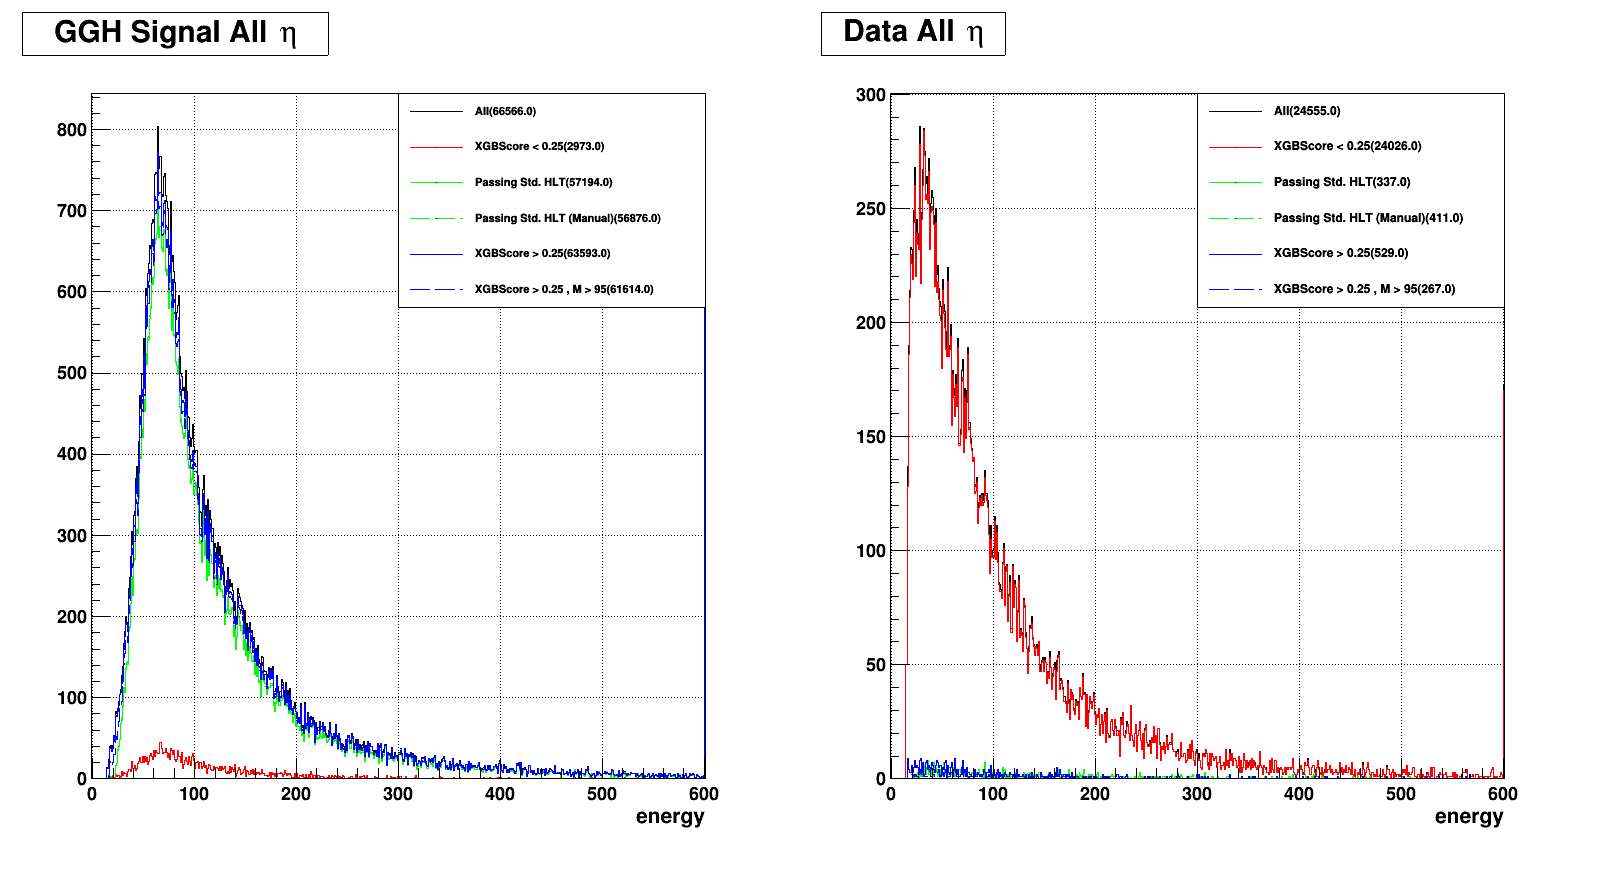 GGH Signal All η
All(66566.0)
XGBScore < 0.25(2973.0)
Passing Std. HLT(57194.0)
Passing Std. HLT (Manual)(56876.0)
XGBScore > 0.25(63593.0)
XGBScore > 0.25 , M > 95(61614.0)
800
700
600
500
400
300
200
100
0
0 100 200 300 400 500 600
energy
Data All η
All(24555.0)
XGBScore < 0.25(24026.0)
Passing Std. HLT(337.0)
Passing Std. HLT (Manual)(411.0)
XGBScore > 0.25(529.0)
XGBScore > 0.25 , M > 95(267.0)
300
250
200
150
100
50
0
0 100 200 300 400 500 600
energy